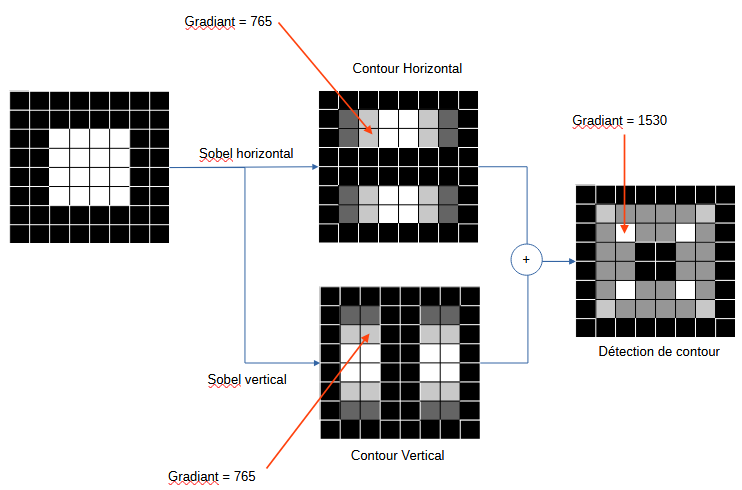 Gradiant = 765
Contour Horizontal
Gradiant = 1530
Sobel horizontal
+
Détection de contour
Sobel vertical
Contour Vertical
Gradiant = 765